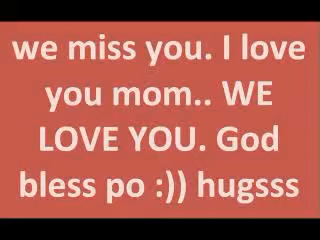 we miss you. I love
you mom.. WE
LOVE YOU. God
bless po :)) hugsss